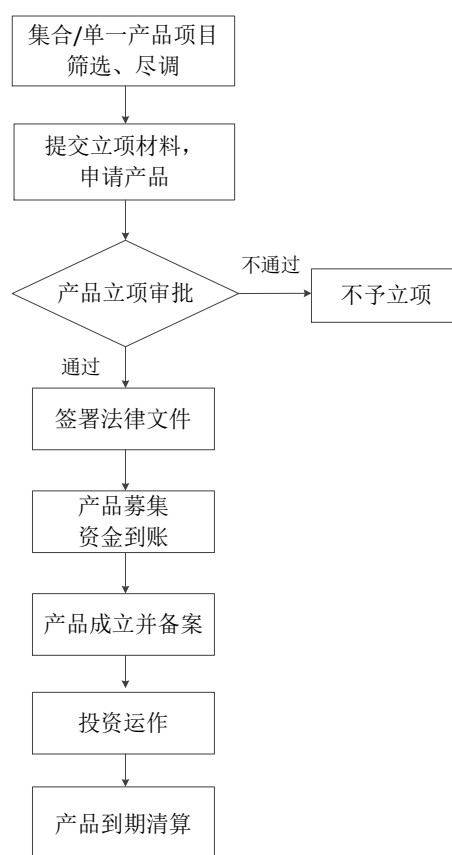 集合/单一产品项目
筛选、尽调
提交立项材料，
申请产品
产品立项审批
不通过
不予立项
通过
签署法律文件
产品募集
资金到账
产品成立并备案
投资运作
产品到期清算